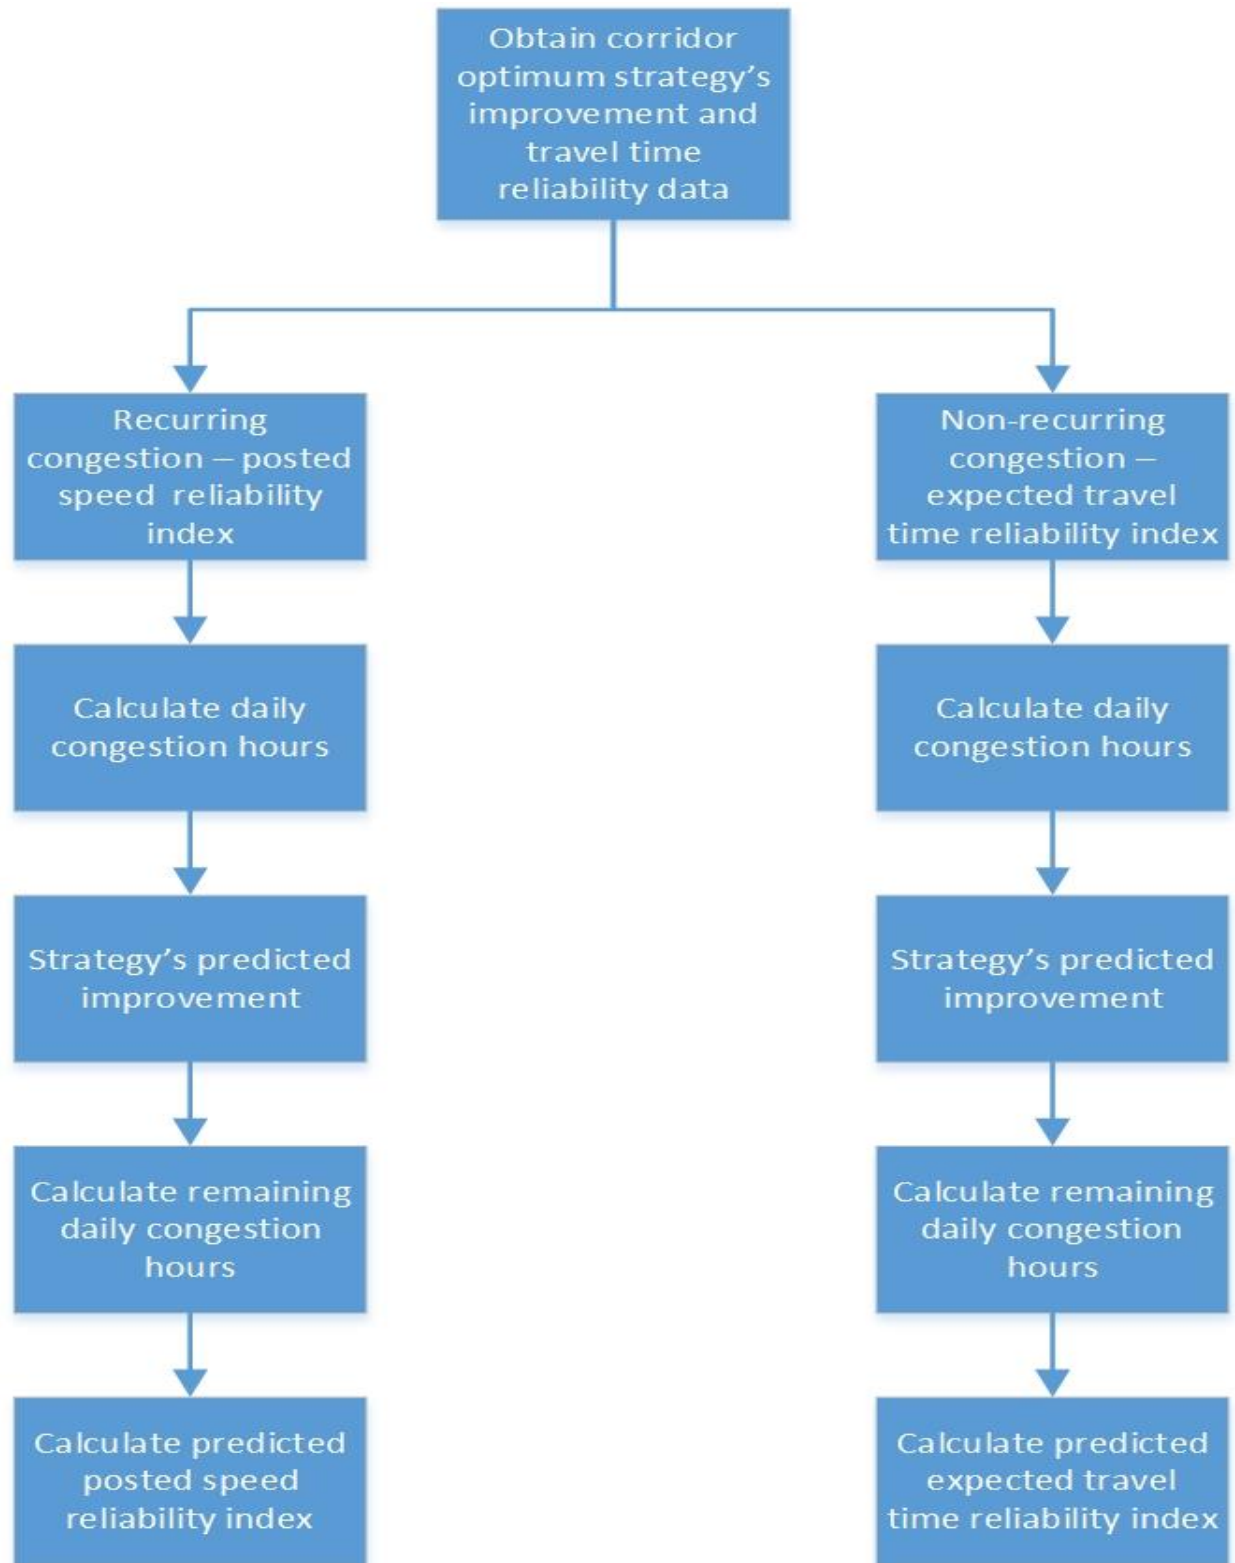 Obtain corridor
optimum strategy’s
improvement and
travel time
reliability data
Recurring
congestion – posted
speed  reliability
index
Non-recurring
congestion –
expected travel
time reliability index
Calculate daily
congestion hours
Calculate daily
congestion hours
Strategy’s predicted
improvement
Strategy’s predicted
improvement
Calculate remaining
daily congestion
hours
Calculate remaining
daily congestion
hours
Calculate predicted
posted speed
reliability index
Calculate predicted
expected travel
time reliability index